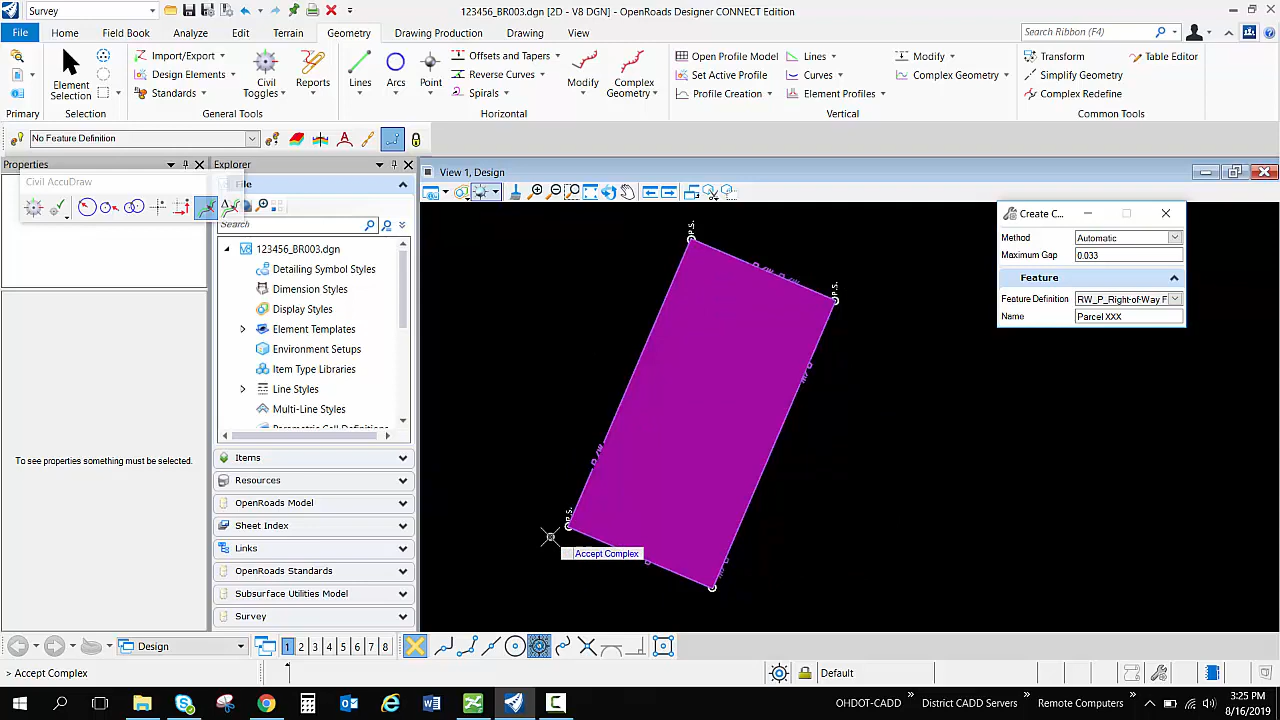 Survey
123456_BR003.dgn [2D - V8 DGN] - OpenRoads Designer CONNECT Edition
File Home Field Book Analyze Edit Terrain Geometry Drawing Production Drawing View
Search Ribbon (F4)
Import/Export
Design Elements
Standards
Element Selection
Civil Toggles
Reports
Lines
Arcs
Point
Offsets and Tapers
Reverse Curves
Spirals
Modify
Complex Geometry
Open Profile Model
Set Active Profile
Profile Creation
Lines
Curves
Element Profiles
Modify
Complex Geometry
Transform
Simplify Geometry
Complex Redefine
Table Editor
Primary Selection General Tools Horizontal Vertical Common Tools
No Feature Definition
Properties
Explorer
View 1, Design
Civil AccuDraw
File
Search
123456_BR003.dgn
Detailing Symbol Styles
Dimension Styles
Display Styles
Element Templates
Environment Setups
Item Type Libraries
Line Styles
Multi-Line Styles
To see properties something must be selected.
Items
Resources
OpenRoads Model
Sheet Index
Links
OpenRoads Standards
Subsurface Utilities Model
Survey
P.S.
P.S.
P.S.
Accept Complex
Create C...
Method Automatic
Maximum Gap 0.033
Feature
Feature Definition RW_P_Right-of-Way F
Name Parcel XXX
Design
1 2 3 4 5 6 7 8
> Accept Complex
Default
OHDOT-CADD
District CADD Servers
Remote Computers
3:25 PM
8/16/2019